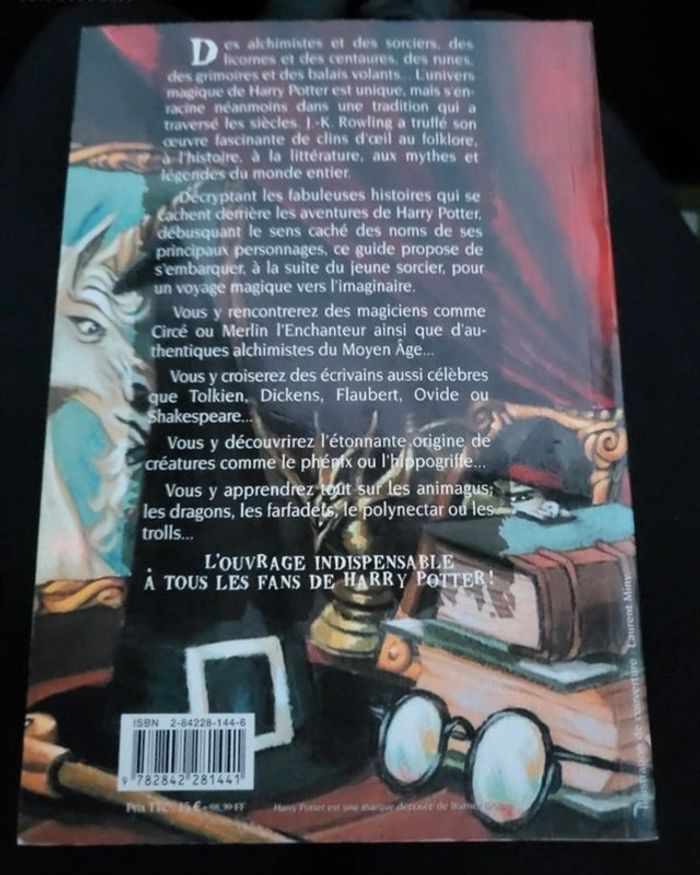 Des alchimistes et des sorciers, des
licornes et des centaures, des runes,
des grimoires et des balais volants... L'univers
magique de Harry Potter est unique, mais s'en-
racine néanmoins dans une tradition qui a
traversé les siècles. J.-K. Rowling a truffé son
œuvre fascinante de clins d'œil au folklore,
à l'histoire, à la littérature, aux mythes et
légendes du monde entier.
Décryptant les fabuleuses histoires qui se
cachent derrière les aventures de Harry Potter,
débusquant le sens caché des noms de ses
principaux personnages, ce guide propose de
s'embarquer, à la suite du jeune sorcier, pour
un voyage magique vers l'imaginaire.
Vous y rencontrerez des magiciens comme
Circé ou Merlin l'Enchanteur ainsi que d'au-
thentiques alchimistes du Moyen Âge...
Vous y croiserez des écrivains aussi célèbres
que Tolkien, Dickens, Flaubert, Ovide ou
Shakespeare...
Vous y découvrirez l'étonnante origine de
créatures comme le phénix ou l'hippogriffe...
Vous y apprendrez tout sur les animagus,
les dragons, les farfadets, le polynectar ou les
trolls...
L'OUVRAGE INDISPENSABLE
À TOUS LES FANS DE HARRY POTTER !
ISBN 2-84228-144-6
9 782842 281441
Prix TTC : 15 € - 98,39 FF
Harry Potter est une marque déposée de Warner
Illustration de couverture : Laurent Miny